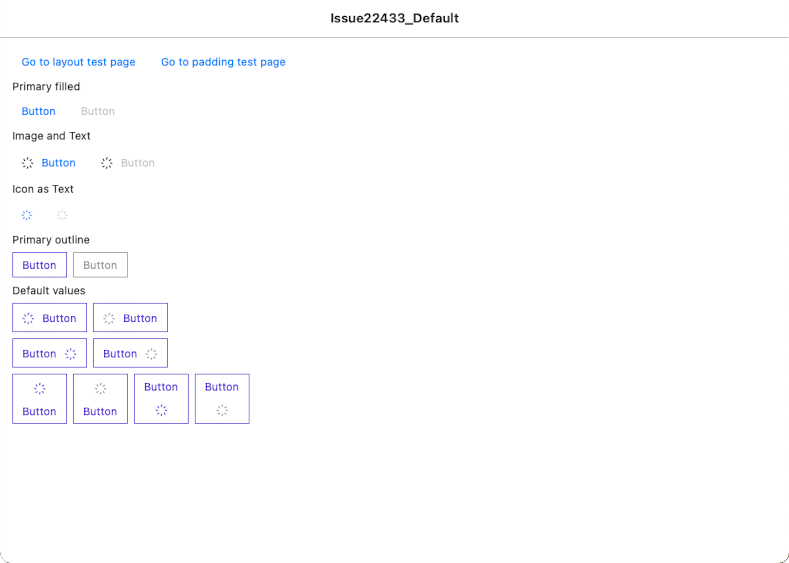 Issue22433_Default
Go to layout test page Go to padding test page
Primary filled
Button Button
Image and Text
Button Button
Icon as Text
Primary outline
Button Button
Default values
Button Button
Button Button
Button Button
Button Button